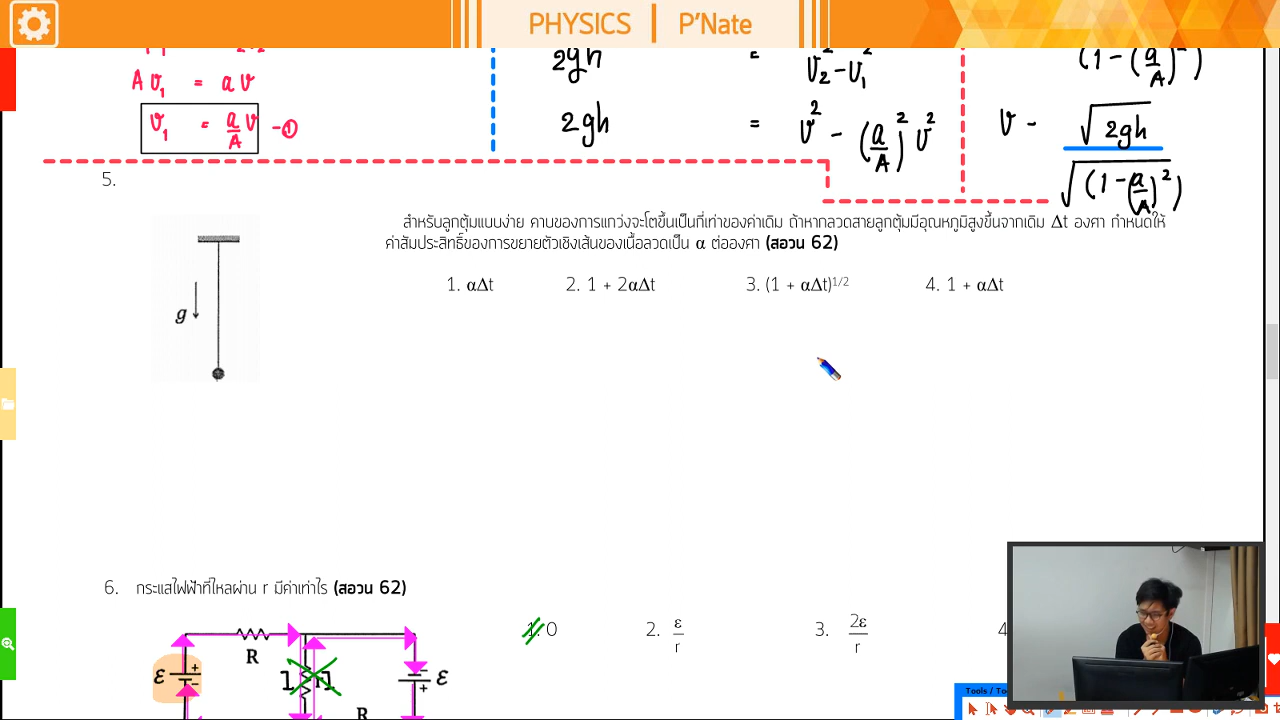 PHYSICS | P'Nate
A v₁ = a v
v₁ = a/A v -①
2gh = v₂² - v₁²
2gh = v² - (a/A)² v²
(1 - (a/A)²)
v - √2gh / √(1 - (a/A)²)
5.
สำหรับลูกตุ้มแบบง่าย คาบของการแกว่งจะโตขึ้นเป็นกี่เท่าของค่าเดิม ถ้าหากลวดสายลูกตุ้มมีอุณหภูมิสูงขึ้นจากเดิม Δt องศา กำหนดให้
ค่าสัมประสิทธิ์ของการขยายตัวเชิงเส้นของเนื้อลวดเป็น α ต่อองศา (สอวน 62)
1. αΔt 2. 1 + 2αΔt 3. (1 + αΔt)^1/2 4. 1 + αΔt
g
6. กระแสไฟฟ้าที่ไหลผ่าน r มีค่าเท่าไร (สอวน 62)
1. 0 2. ε/r 3. 2ε/r 4
R
ε + - - + ε
R
Tools / To